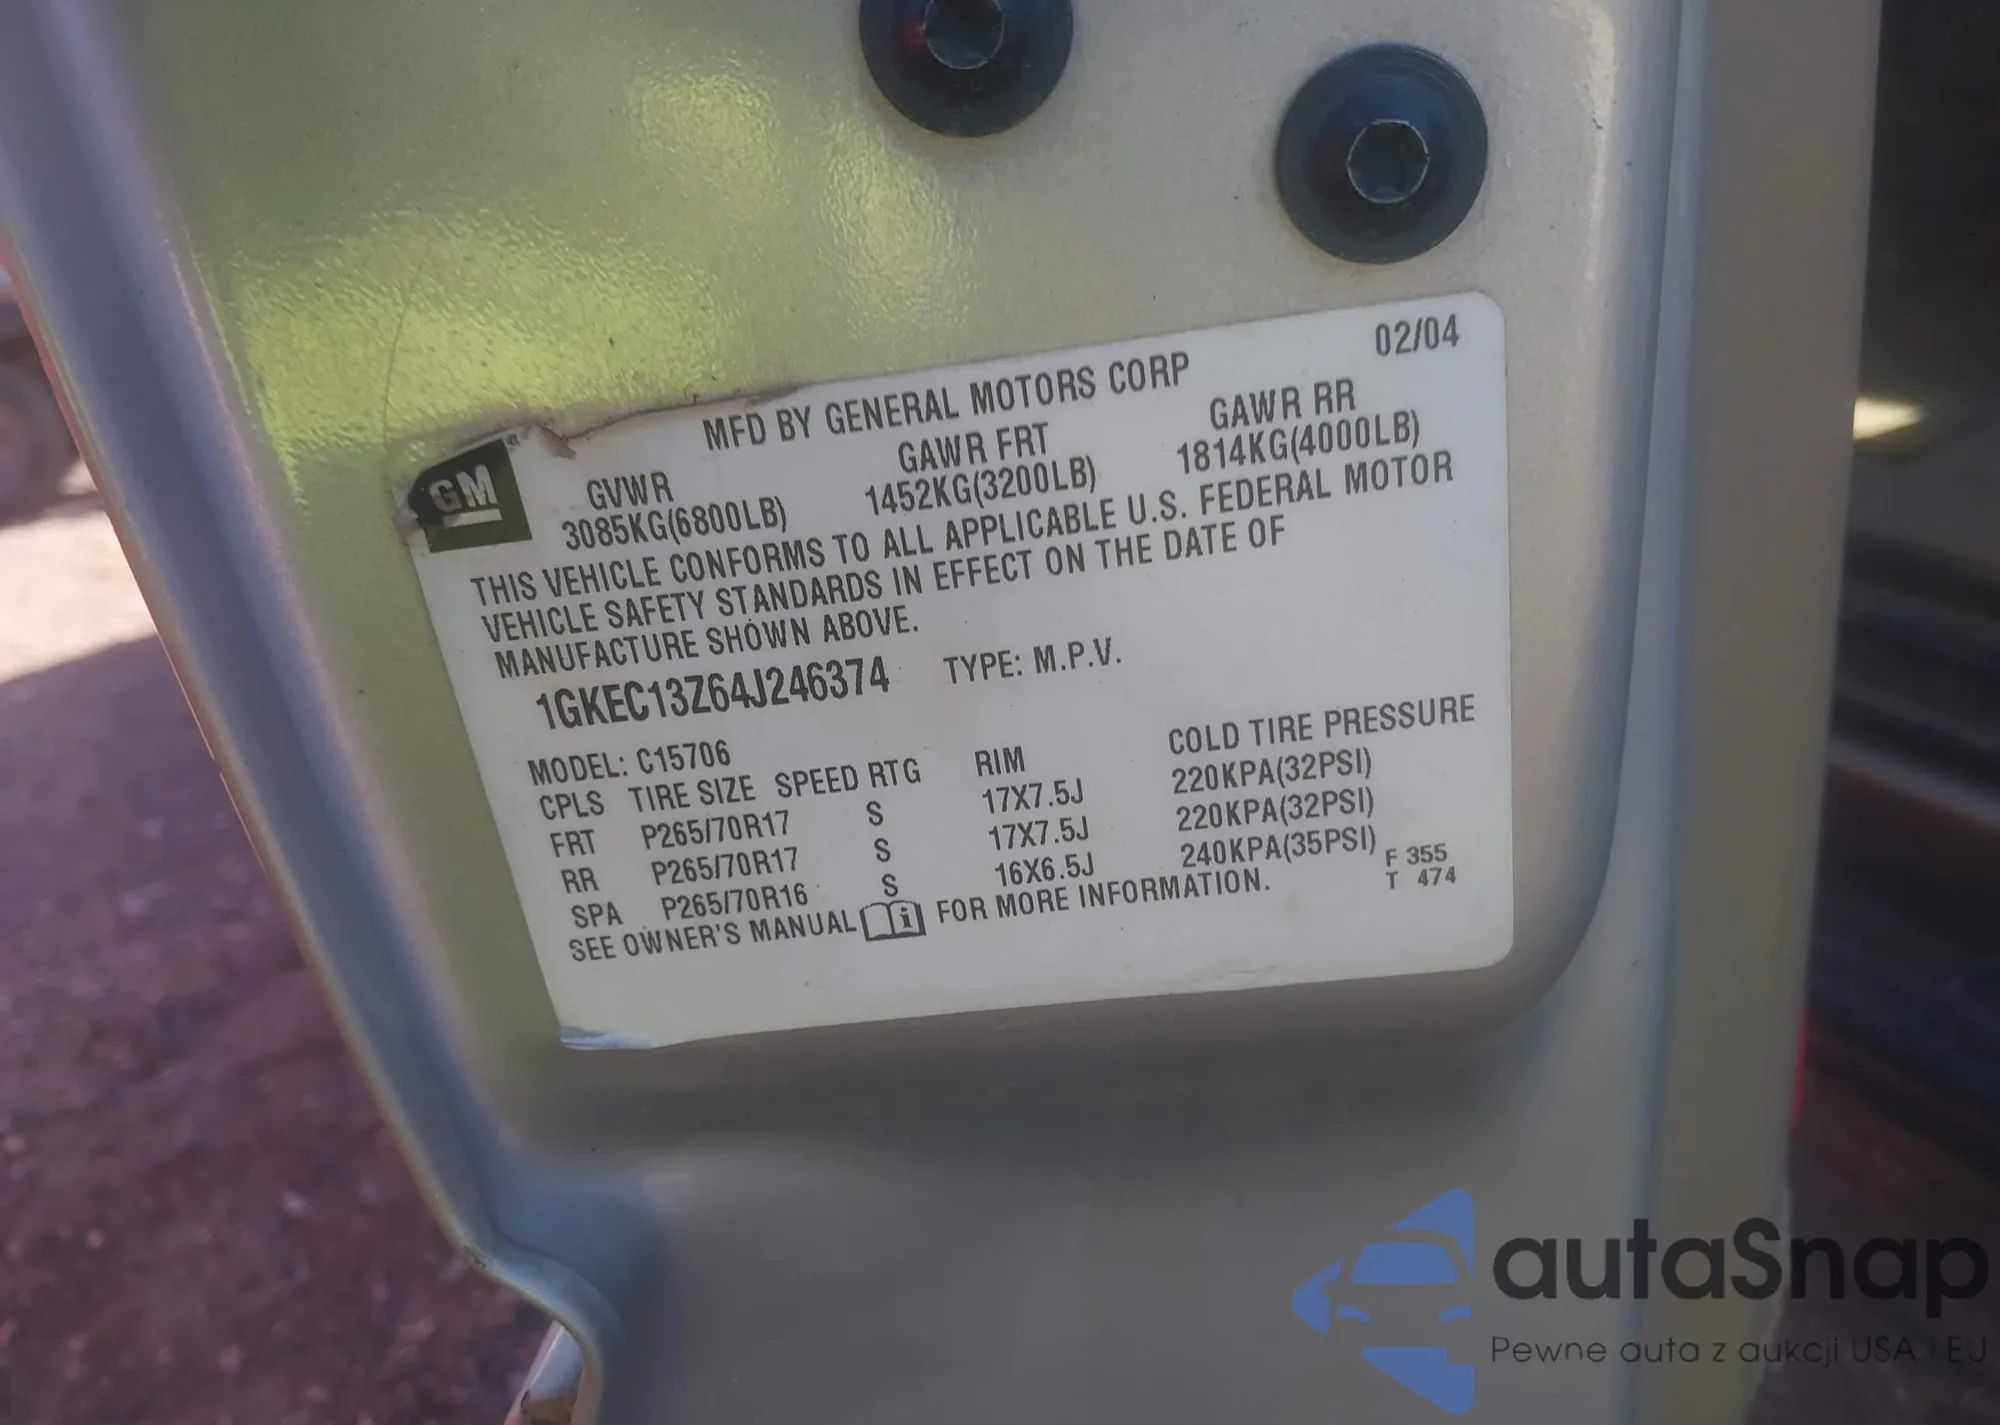 02/04
MFD BY GENERAL MOTORS CORP
GM
GVWR GAWR FRT GAWR RR
3085KG(6800LB) 1452KG(3200LB) 1814KG(4000LB)
THIS VEHICLE CONFORMS TO ALL APPLICABLE U.S. FEDERAL MOTOR
VEHICLE SAFETY STANDARDS IN EFFECT ON THE DATE OF
MANUFACTURE SHOWN ABOVE.
1GKEC13Z64J246374 TYPE: M.P.V.
MODEL: C15706
CPLS TIRE SIZE SPEED RTG RIM COLD TIRE PRESSURE
FRT P265/70R17 S 17X7.5J 220KPA(32PSI)
RR P265/70R17 S 17X7.5J 220KPA(32PSI)
SPA P265/70R16 S 16X6.5J 240KPA(35PSI)
SEE OWNER'S MANUAL i FOR MORE INFORMATION.
F 355
T 474
autaSnap
Pewne auta z aukcji USA i EU